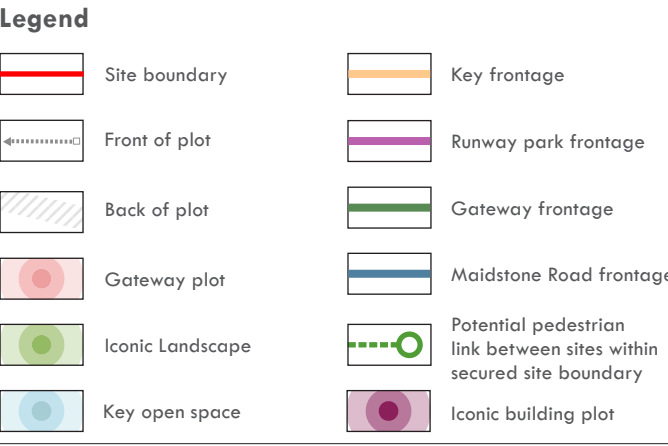 Legend
Site boundary
Front of plot
Back of plot
Gateway plot
Iconic Landscape
Key open space
Key frontage
Runway park frontage
Gateway frontage
Maidstone Road frontage
Potential pedestrian
link between sites within
secured site boundary
Iconic building plot